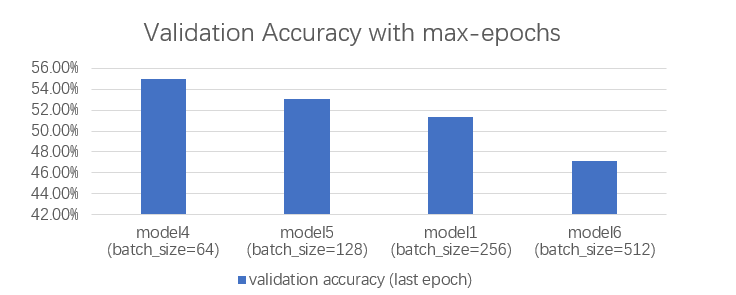 Validation Accuracy with max-epochs
56.00%
54.00%
52.00%
50.00%
48.00%
46.00%
44.00%
42.00%
model4 model5 model1 model6
(batch_size=64) (batch_size=128) (batch_size=256) (batch_size=512)
validation accuracy (last epoch)